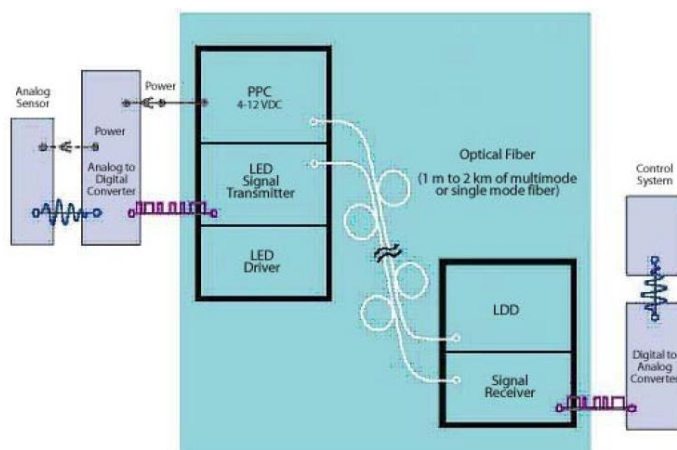 Analog
Sensor
Power
Analog to
Digital
Converter
Power
PPC
4-12 VDC
LED
Signal
Transmitter
LED
Driver
Optical Fiber
(1 m to 2 km of multimode
or single mode fiber)
LDD
Signal
Receiver
Control
System
Digital to
Analog
Converter